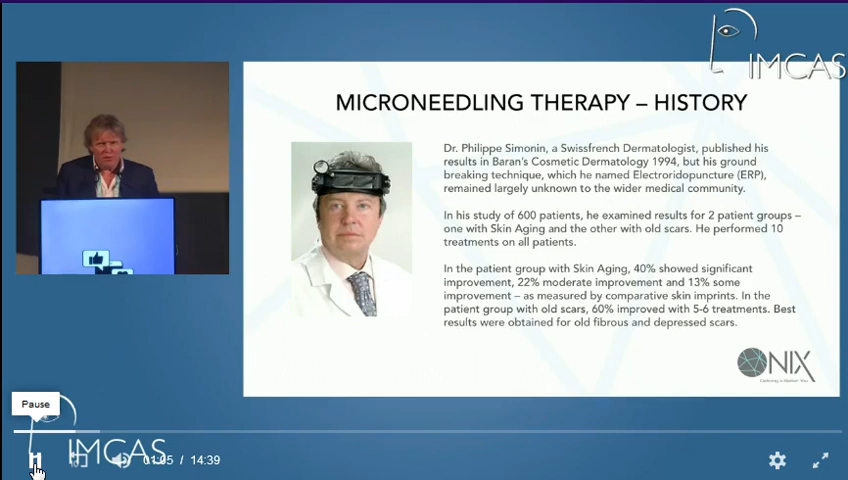 IMCAS
MICRONEEDLING THERAPY – HISTORY
Dr. Philippe Simonin, a Swissfrench Dermatologist, published his
results in Baran's Cosmetic Dermatology 1994, but his ground
breaking technique, which he named Electroridopuncture (ERP),
remained largely unknown to the wider medical community.
In his study of 600 patients, he examined results for 2 patient groups –
one with Skin Aging and the other with old scars. He performed 10
treatments on all patients.
In the patient group with Skin Aging, 40% showed significant
improvement, 22% moderate improvement and 13% some
improvement – as measured by comparative skin imprints. In the
patient group with old scars, 60% improved with 5-6 treatments. Best
results were obtained for old fibrous and depressed scars.
ONIX
Pause
IMCAS
01:05 / 14:39